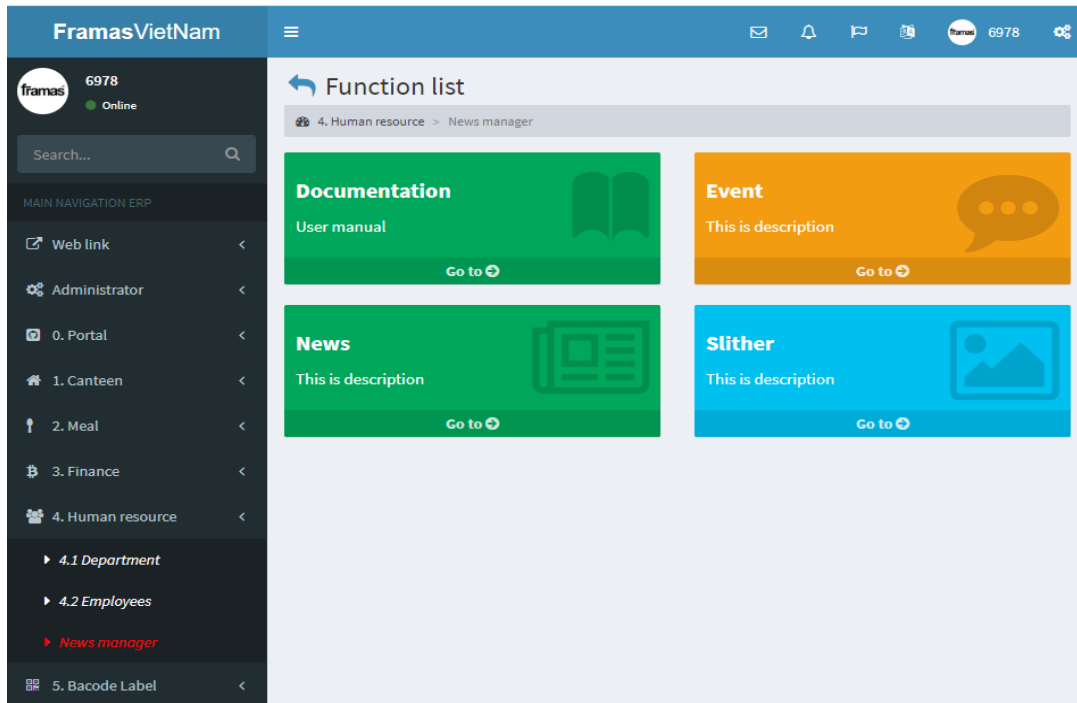 FramasVietNam
6978
framas
6978
Online
Search...
MAIN NAVIGATION ERP
Web link
Administrator
0. Portal
1. Canteen
2. Meal
3. Finance
4. Human resource
4.1 Department
4.2 Employees
News manager
5. Bacode Label
Function list
4. Human resource > News manager
Documentation
User manual
Go to
Event
This is description
Go to
News
This is description
Go to
Slither
This is description
Go to